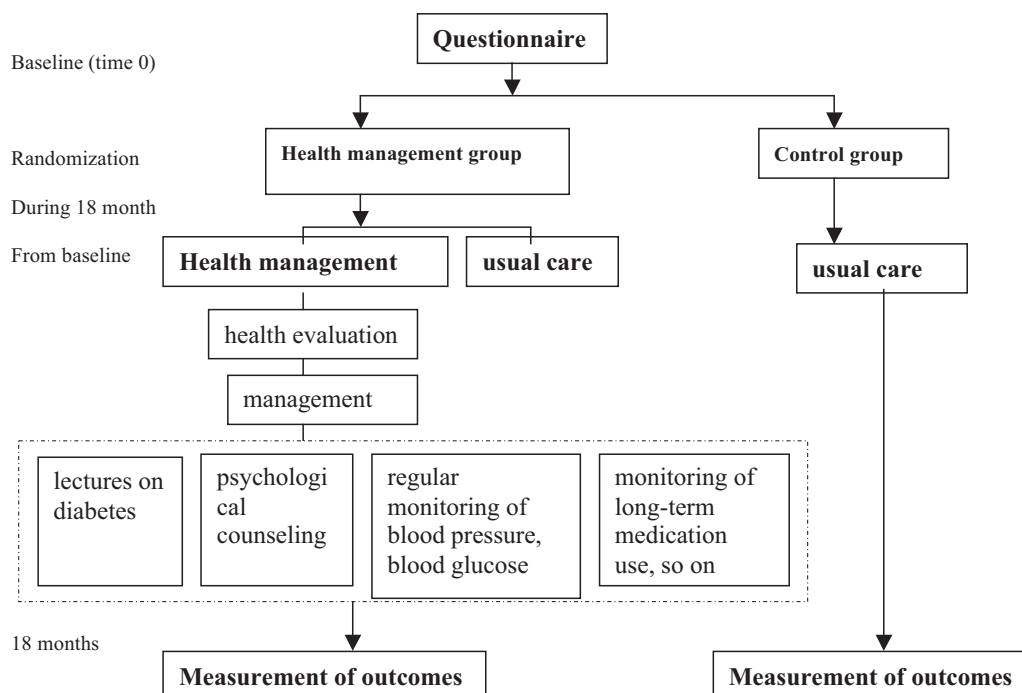 Questionnaire
Baseline (time 0)
Randomization
Health management group
Control group
During 18 month
From baseline
Health management
usual care
usual care
health evaluation
management
lectures on
diabetes
psychologi
cal
counseling
regular
monitoring of
blood pressure,
blood glucose
monitoring of
long-term
medication
use, so on
18 months
Measurement of outcomes
Measurement of outcomes